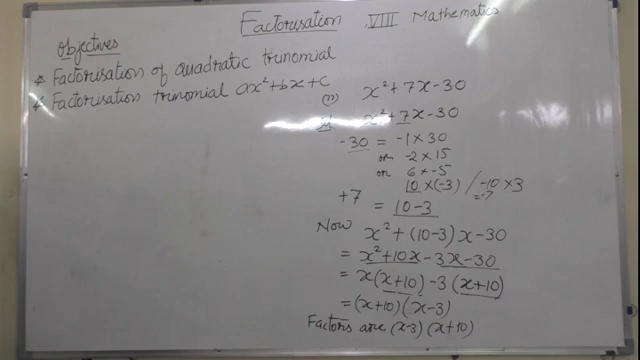 Factorisation VIII Mathematics
Objectives
* Factorisation of quadratic trinomial
* Factorisation trinomial ax²+bx+c
(11) x²+7x-30
x²+7x-30
-30 = -1×30
or -2×15
or 6×-5
10×(-3) / -10×3
=-7
+7 = 10-3
Now x²+(10-3)x-30
= x²+10x-3x-30
= x(x+10)-3(x+10)
= (x+10)(x-3)
Factors are (x-3)(x+10)